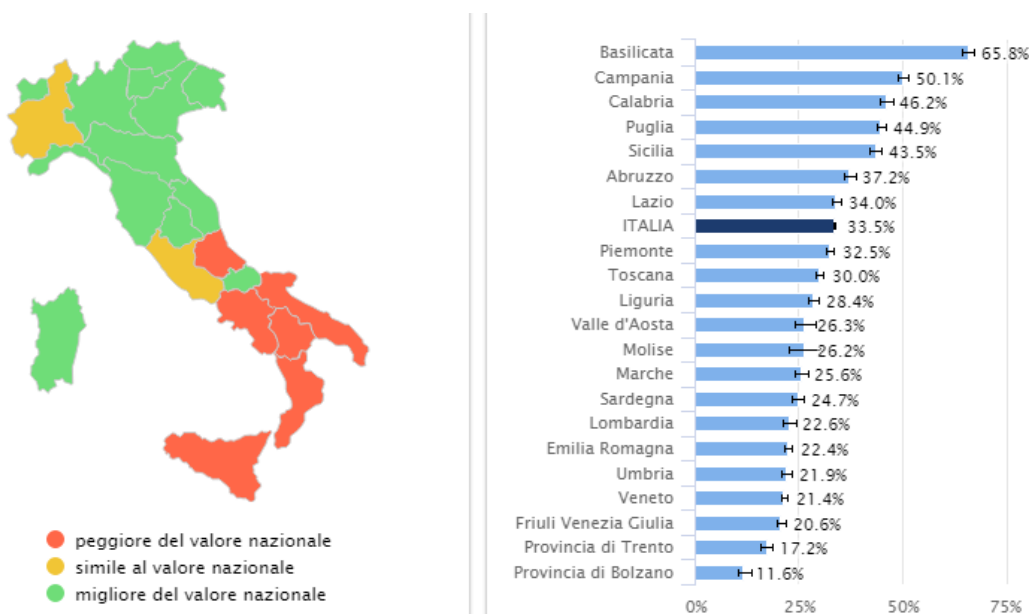 peggiore del valore nazionale
simile al valore nazionale
migliore del valore nazionale
Basilicata 65.8%
Campania 50.1%
Calabria 46.2%
Puglia 44.9%
Sicilia 43.5%
Abruzzo 37.2%
Lazio 34.0%
ITALIA 33.5%
Piemonte 32.5%
Toscana 30.0%
Liguria 28.4%
Valle d'Aosta 26.3%
Molise 26.2%
Marche 25.6%
Sardegna 24.7%
Lombardia 22.6%
Emilia Romagna 22.4%
Umbria 21.9%
Veneto 21.4%
Friuli Venezia Giulia 20.6%
Provincia di Trento 17.2%
Provincia di Bolzano 11.6%
0% 25% 50% 75%